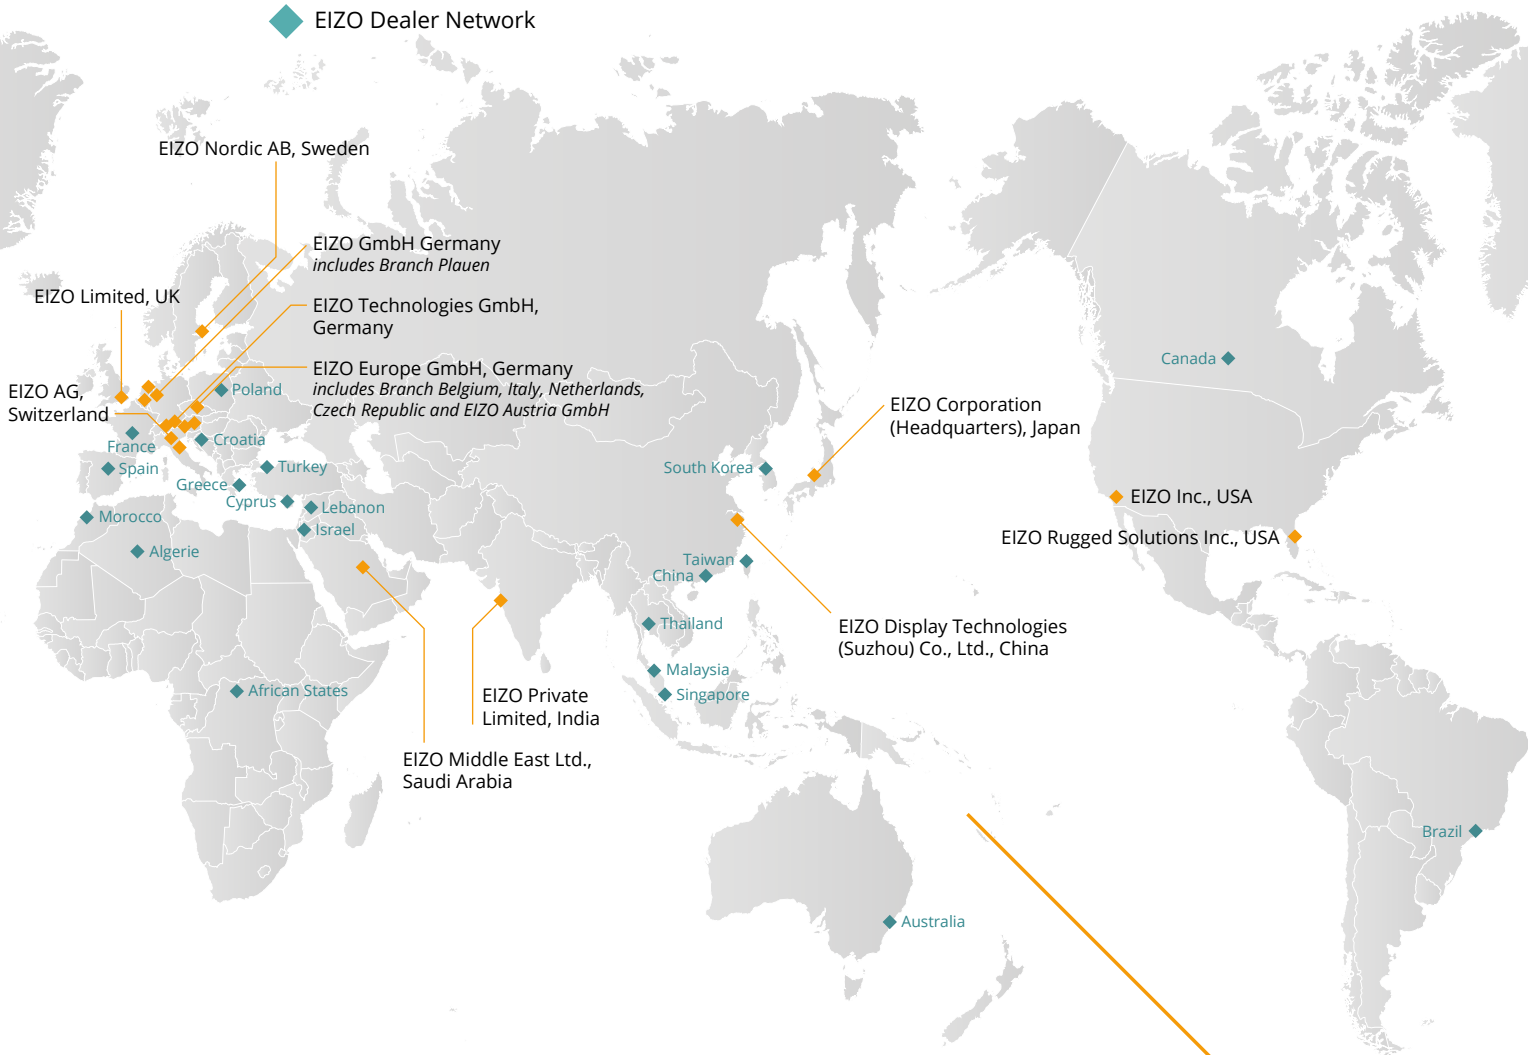 EIZO Dealer Network
EIZO Nordic AB, Sweden
EIZO GmbH Germany
includes Branch Plauen
EIZO Limited, UK
EIZO Technologies GmbH,
Germany
EIZO Europe GmbH, Germany
includes Branch Belgium, Italy, Netherlands,
Czech Republic and EIZO Austria GmbH
EIZO AG,
Switzerland
Poland
France
Croatia
Spain
Turkey
Greece
Cyprus
Lebanon
Israel
Morocco
Algerie
African States
EIZO Middle East Ltd.,
Saudi Arabia
EIZO Private
Limited, India
South Korea
Taiwan
China
Thailand
Malaysia
Singapore
EIZO Corporation
(Headquarters), Japan
EIZO Display Technologies
(Suzhou) Co., Ltd., China
Australia
Canada
EIZO Inc., USA
EIZO Rugged Solutions Inc., USA
Brazil